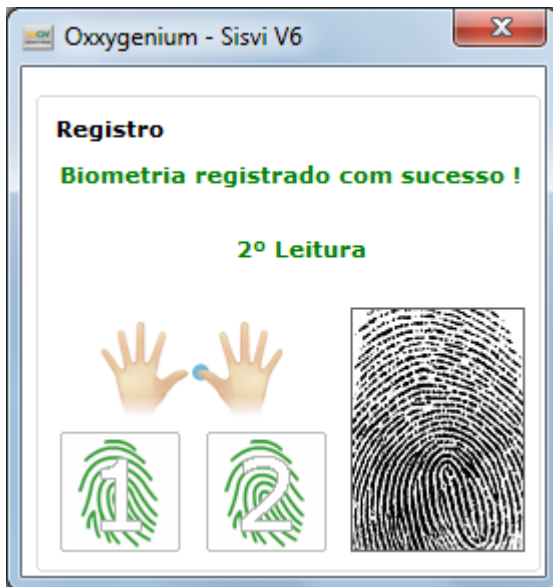 Oxxygenium - Sisvi V6
Registro
Biometria registrado com sucesso !
2º Leitura
1 2